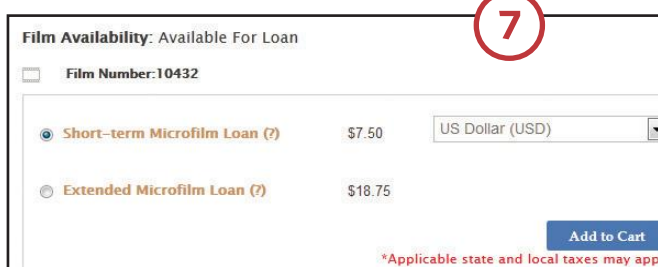 7
Film Availability: Available For Loan
Film Number:10432
Short-term Microfilm Loan (?) $7.50 US Dollar (USD)
Extended Microfilm Loan (?) $18.75
Add to Cart
*Applicable state and local taxes may app